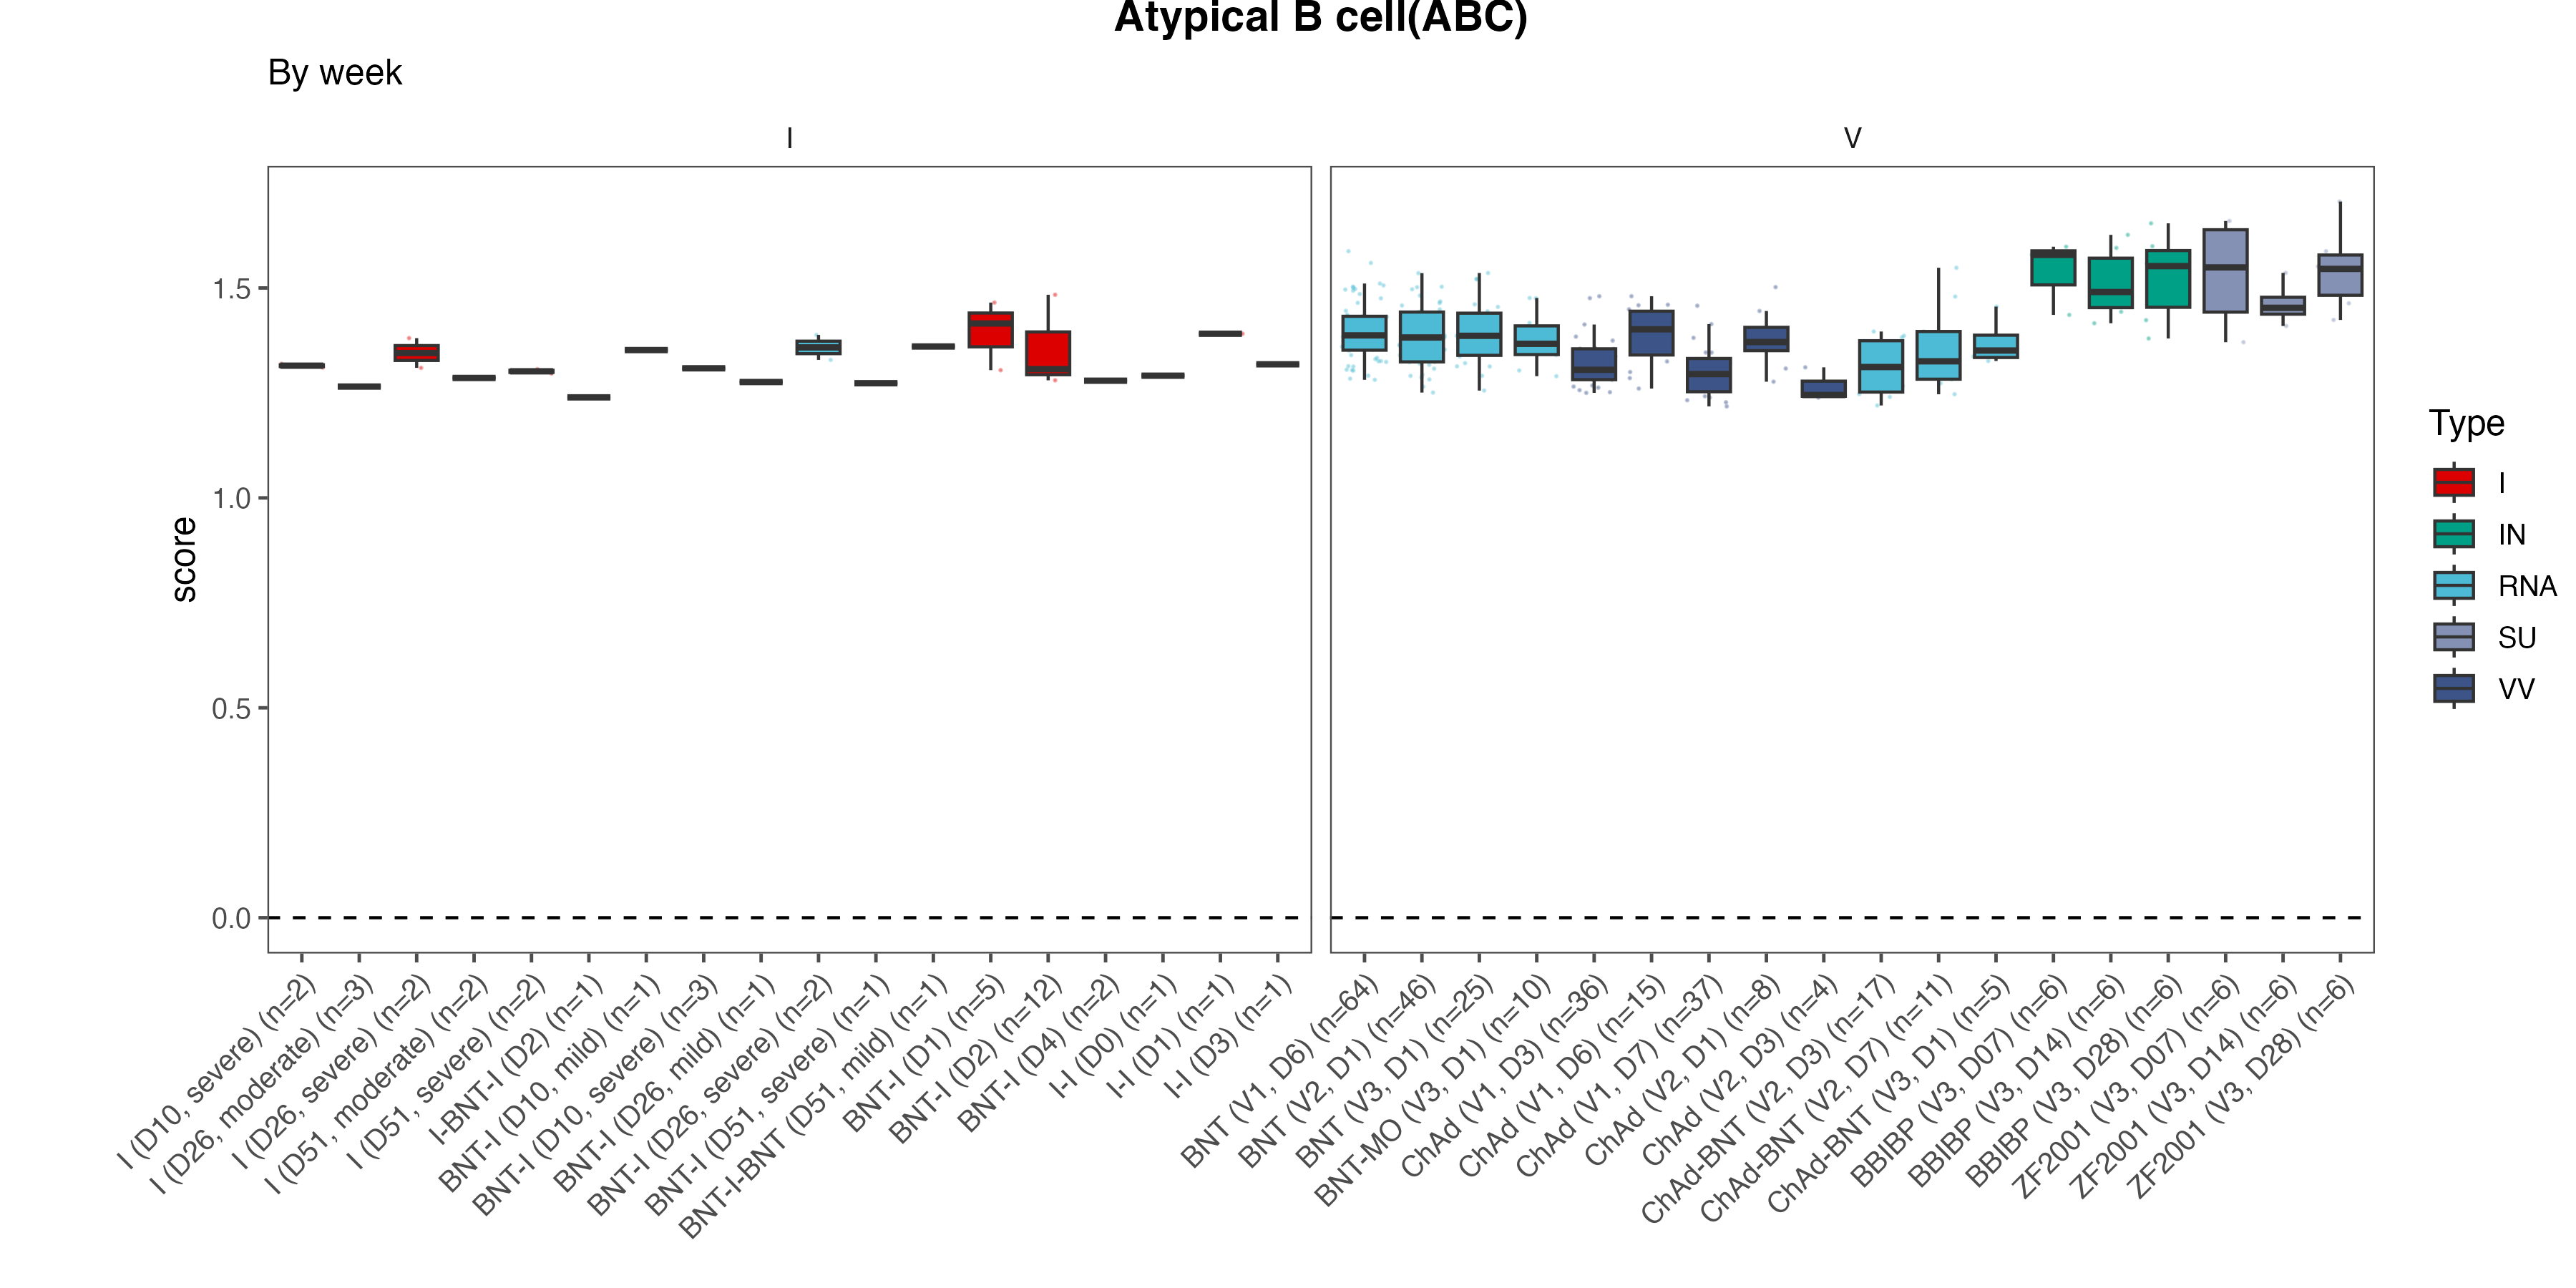 Atypical B cell(ABC)
By week
I
V
score
1.5
1.0
0.5
0.0
I (D10, severe) (n=2)
I (D26, moderate) (n=3)
I (D26, severe) (n=2)
I (D51, moderate) (n=2)
I (D51, severe) (n=2)
I-BNT-I (D2) (n=1)
BNT-I (D10, mild) (n=1)
BNT-I (D10, severe) (n=3)
BNT-I (D26, mild) (n=1)
BNT-I (D26, severe) (n=2)
BNT-I (D51, severe) (n=1)
BNT-I-BNT (D51, mild) (n=1)
BNT-I (D1) (n=5)
BNT-I (D2) (n=12)
BNT-I (D4) (n=2)
I-I (D0) (n=1)
I-I (D1) (n=1)
I-I (D3) (n=1)
BNT (V1, D6) (n=64)
BNT (V2, D1) (n=46)
BNT (V3, D1) (n=25)
BNT-MO (V3, D1) (n=10)
ChAd (V1, D3) (n=36)
ChAd (V1, D6) (n=15)
ChAd (V1, D7) (n=37)
ChAd (V2, D1) (n=8)
ChAd (V2, D3) (n=4)
ChAd-BNT (V2, D3) (n=17)
ChAd-BNT (V2, D7) (n=11)
ChAd-BNT (V3, D1) (n=5)
BBIBP (V3, D07) (n=6)
BBIBP (V3, D14) (n=6)
BBIBP (V3, D28) (n=6)
ZF2001 (V3, D07) (n=6)
ZF2001 (V3, D14) (n=6)
ZF2001 (V3, D28) (n=6)
Type
I
IN
RNA
SU
VV